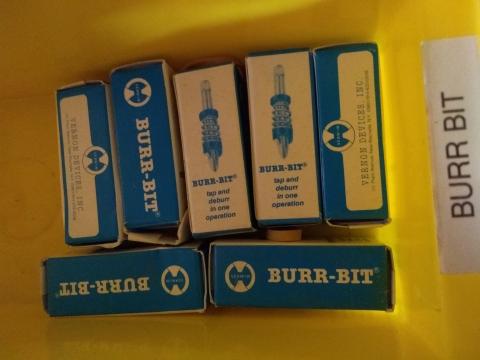 VERNON DEVICES, INC.
BURR-BIT®
BURR-BIT®
tap and
deburr
in one
operation
BURR-BIT®
tap and
deburr
in one
operation
VERNON DEVICES, INC.
BURR-BIT®
BURR-BIT®
BURR BIT